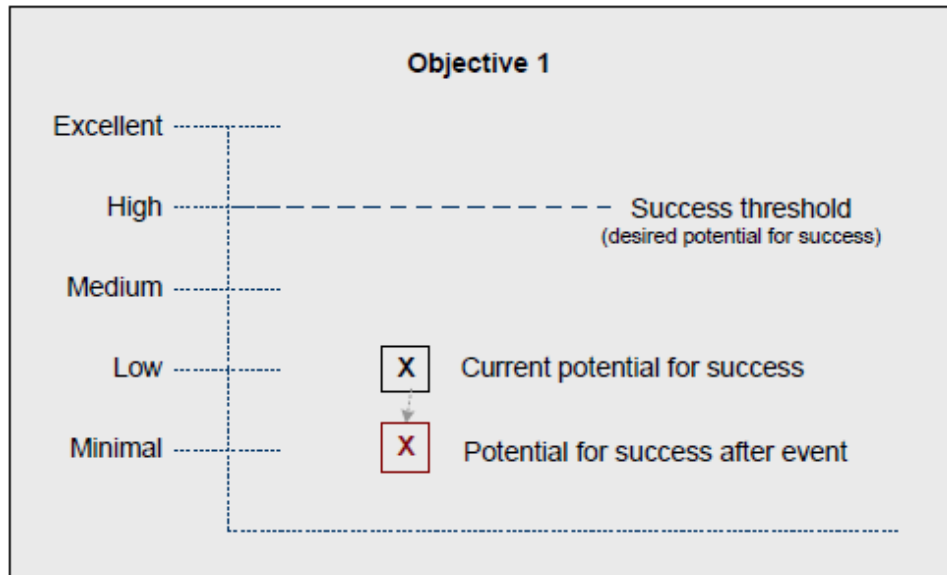 Objective 1
Excellent
High
Success threshold
(desired potential for success)
Medium
Low
X
Current potential for success
Minimal
X
Potential for success after event